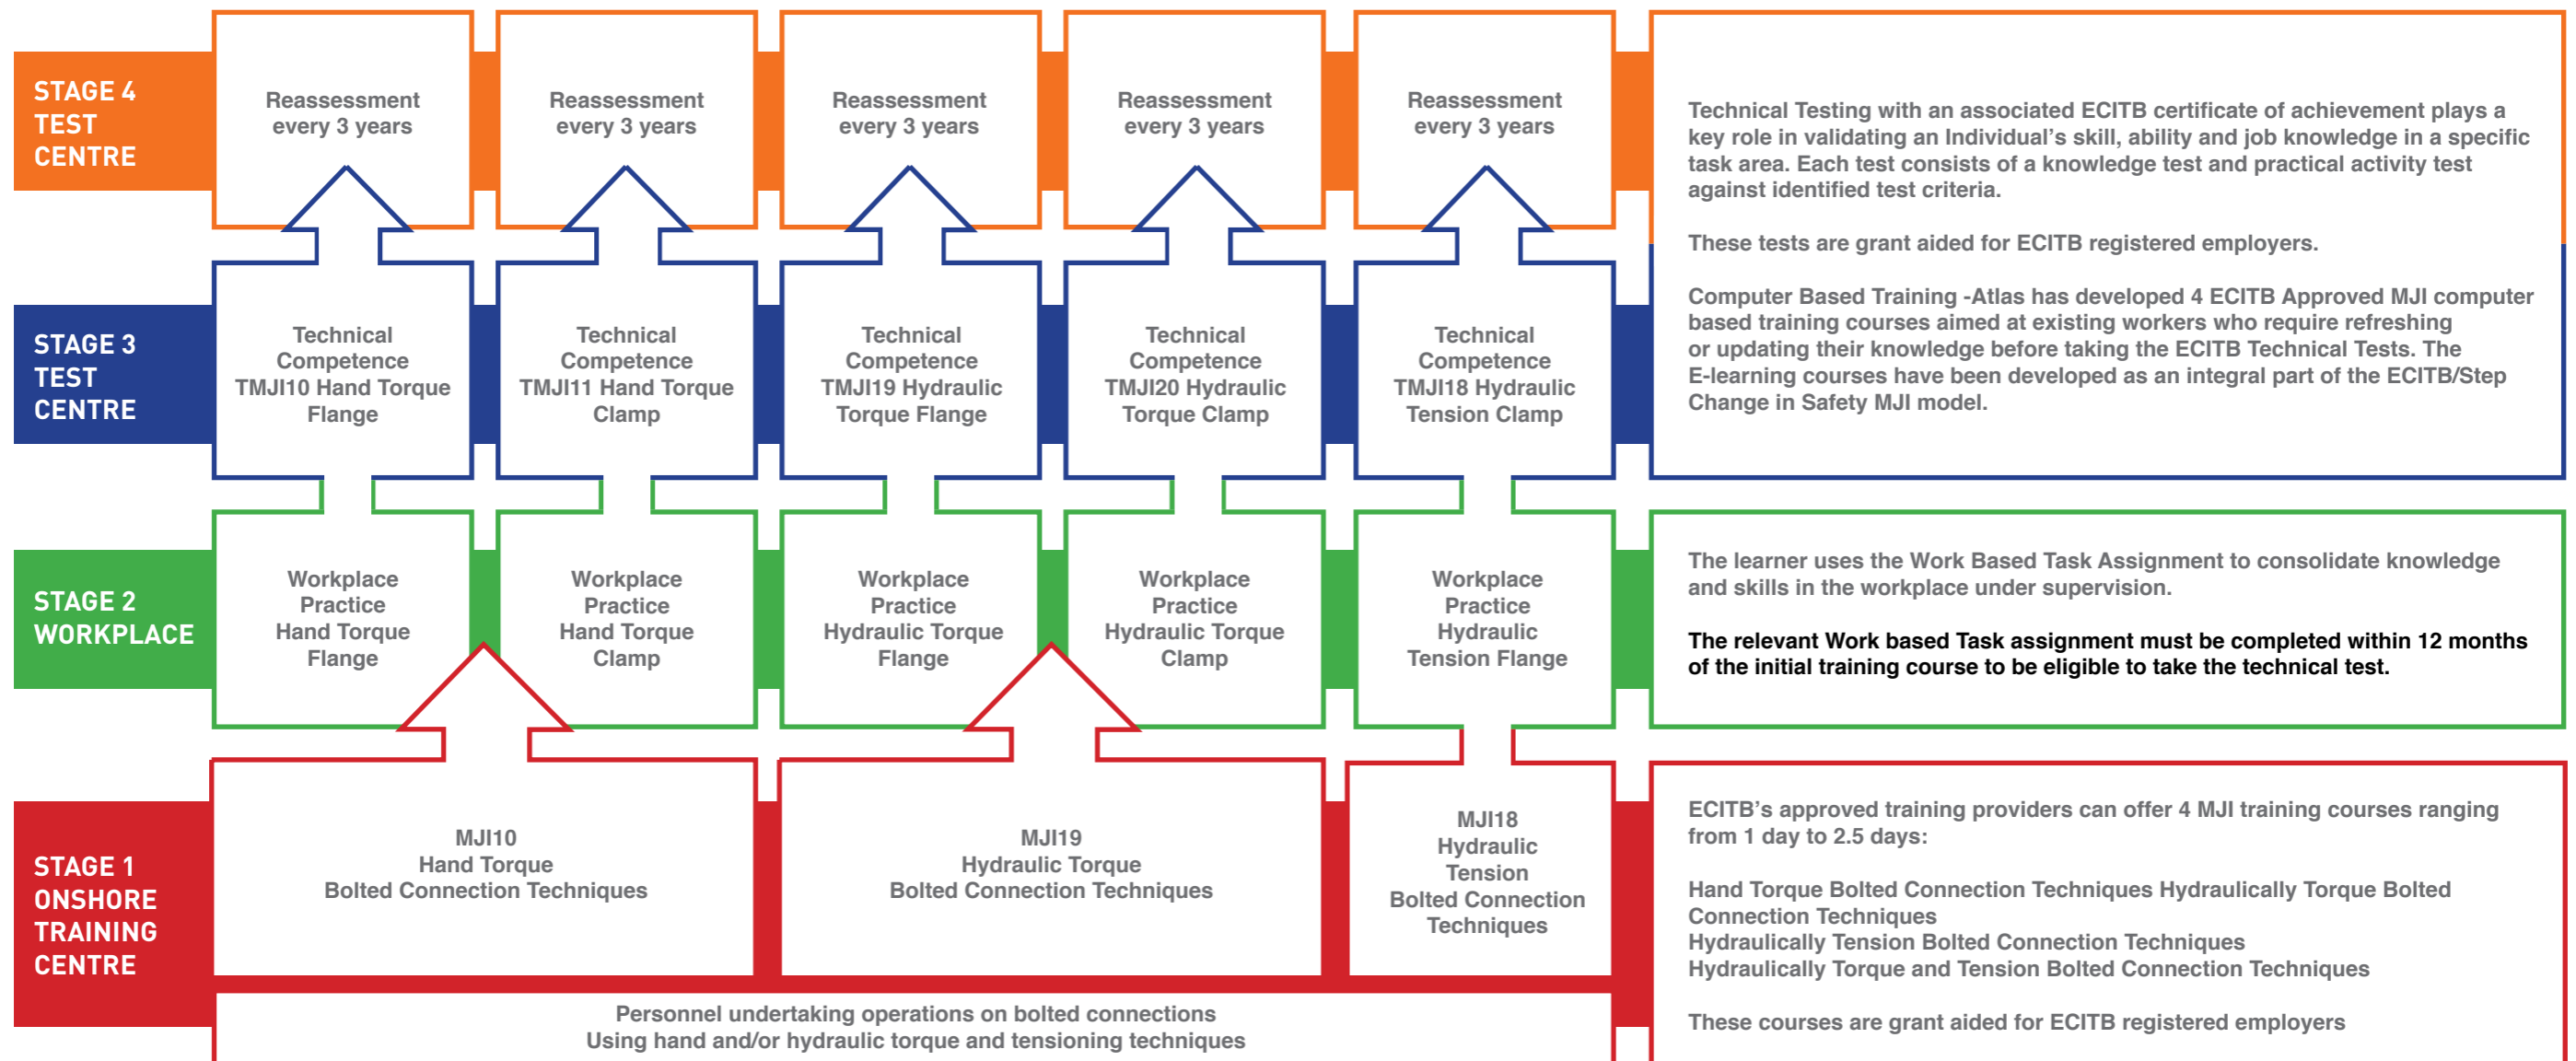 STAGE 4
TEST
CENTRE
Reassessment
every 3 years
Reassessment
every 3 years
Reassessment
every 3 years
Reassessment
every 3 years
Reassessment
every 3 years
Technical Testing with an associated ECITB certificate of achievement plays a
key role in validating an Individual’s skill, ability and job knowledge in a specific
task area. Each test consists of a knowledge test and practical activity test
against identified test criteria.
These tests are grant aided for ECITB registered employers.
Computer Based Training -Atlas has developed 4 ECITB Approved MJI computer
based training courses aimed at existing workers who require refreshing
or updating their knowledge before taking the ECITB Technical Tests. The
E-learning courses have been developed as an integral part of the ECITB/Step
Change in Safety MJI model.
STAGE 3
TEST
CENTRE
Technical
Competence
TMJI10 Hand Torque
Flange
Technical
Competence
TMJI11 Hand Torque
Clamp
Technical
Competence
TMJI19 Hydraulic
Torque Flange
Technical
Competence
TMJI20 Hydraulic
Torque Clamp
Technical
Competence
TMJI18 Hydraulic
Tension Clamp
STAGE 2
WORKPLACE
Workplace
Practice
Hand Torque
Flange
Workplace
Practice
Hand Torque
Clamp
Workplace
Practice
Hydraulic Torque
Flange
Workplace
Practice
Hydraulic Torque
Clamp
Workplace
Practice
Hydraulic
Tension Flange
The learner uses the Work Based Task Assignment to consolidate knowledge
and skills in the workplace under supervision.
The relevant Work based Task assignment must be completed within 12 months
of the initial training course to be eligible to take the technical test.
STAGE 1
ONSHORE
TRAINING
CENTRE
MJI10
Hand Torque
Bolted Connection Techniques
MJI19
Hydraulic Torque
Bolted Connection Techniques
MJI18
Hydraulic
Tension
Bolted Connection
Techniques
ECITB’s approved training providers can offer 4 MJI training courses ranging
from 1 day to 2.5 days:
Hand Torque Bolted Connection Techniques Hydraulically Torque Bolted
Connection Techniques
Hydraulically Tension Bolted Connection Techniques
Hydraulically Torque and Tension Bolted Connection Techniques
These courses are grant aided for ECITB registered employers
Personnel undertaking operations on bolted connections
Using hand and/or hydraulic torque and tensioning techniques